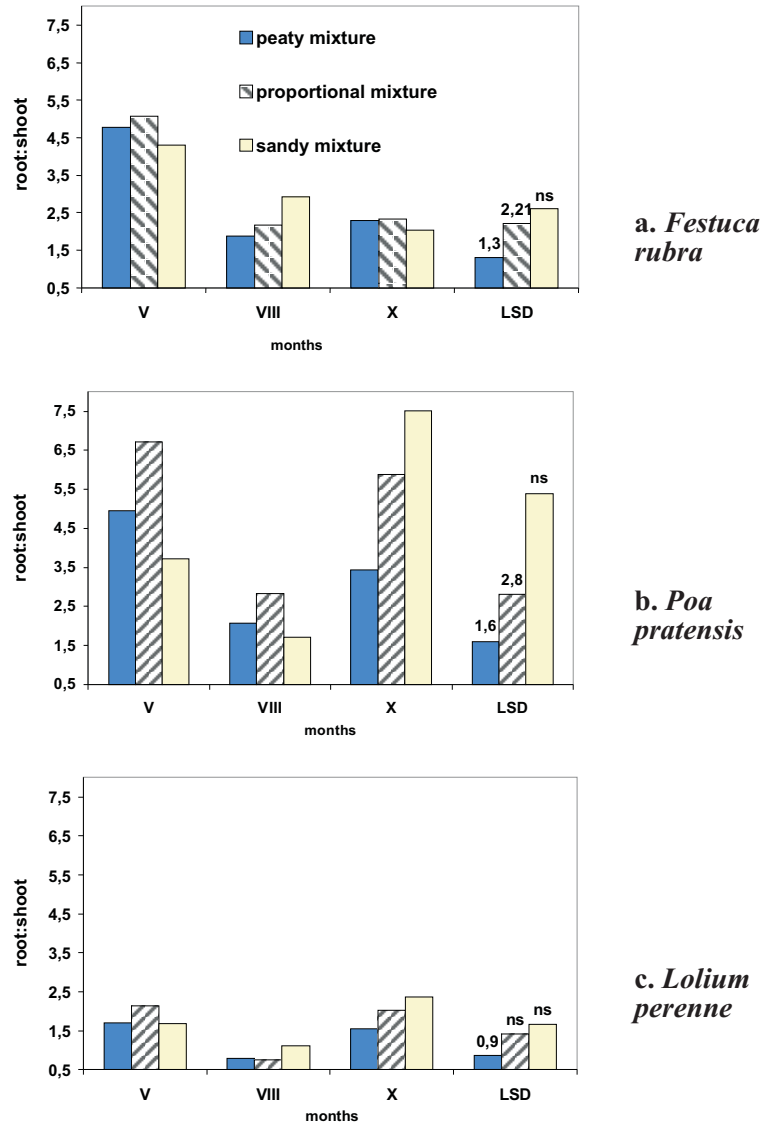 7,5
6,5
5,5
4,5
3,5
2,5
1,5
0,5
root:shoot
peaty mixture
proportional mixture
sandy mixture
1,3
2,21
ns
V
VIII
X
LSD
months
a. Festuca
rubra
7,5
6,5
5,5
4,5
3,5
2,5
1,5
0,5
root:shoot
1,6
2,8
ns
V
VIII
X
LSD
months
b. Poa
pratensis
7,5
6,5
5,5
4,5
3,5
2,5
1,5
0,5
root:shoot
0,9
ns
ns
V
VIII
X
LSD
months
c. Lolium
perenne